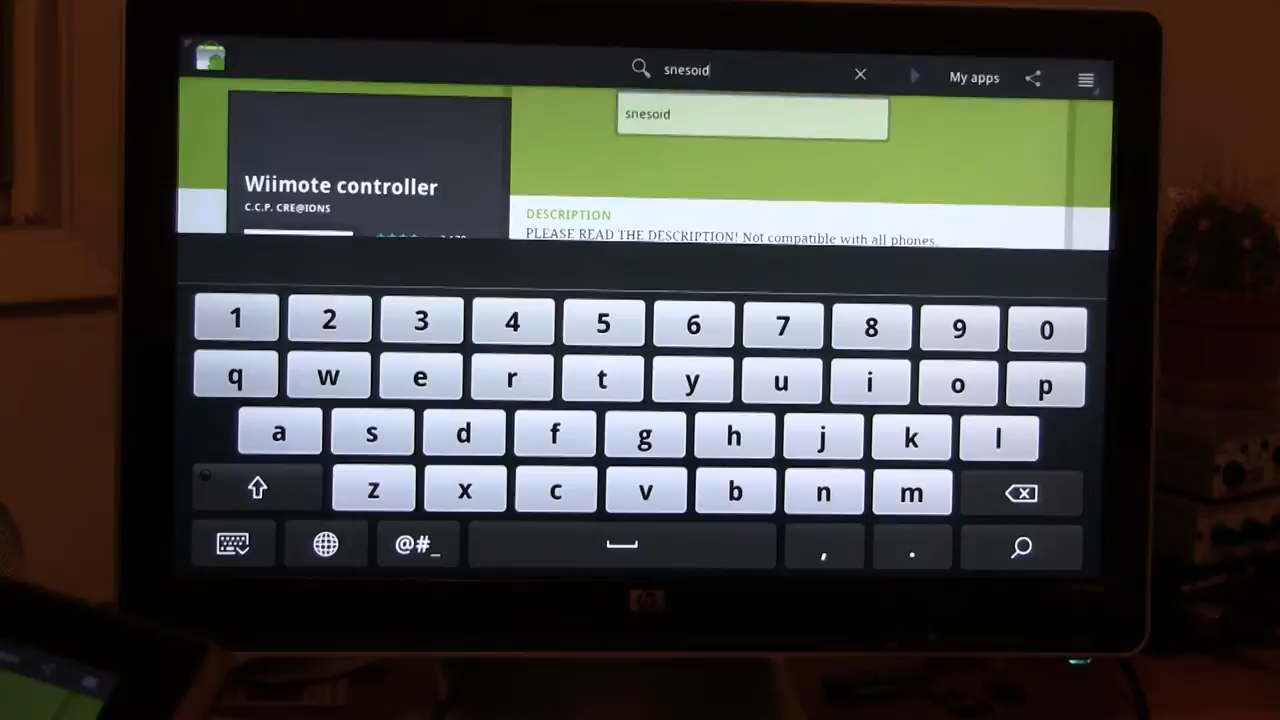 snesoid
My apps
snesoid
Wiimote controller
C.C.P. CRE@IONS
DESCRIPTION
PLEASE READ THE DESCRIPTION! Not compatible with all phones.
1 2 3 4 5 6 7 8 9 0
q w e r t y u i o p
a s d f g h j k l
z x c v b n m
@#_ , .
hp